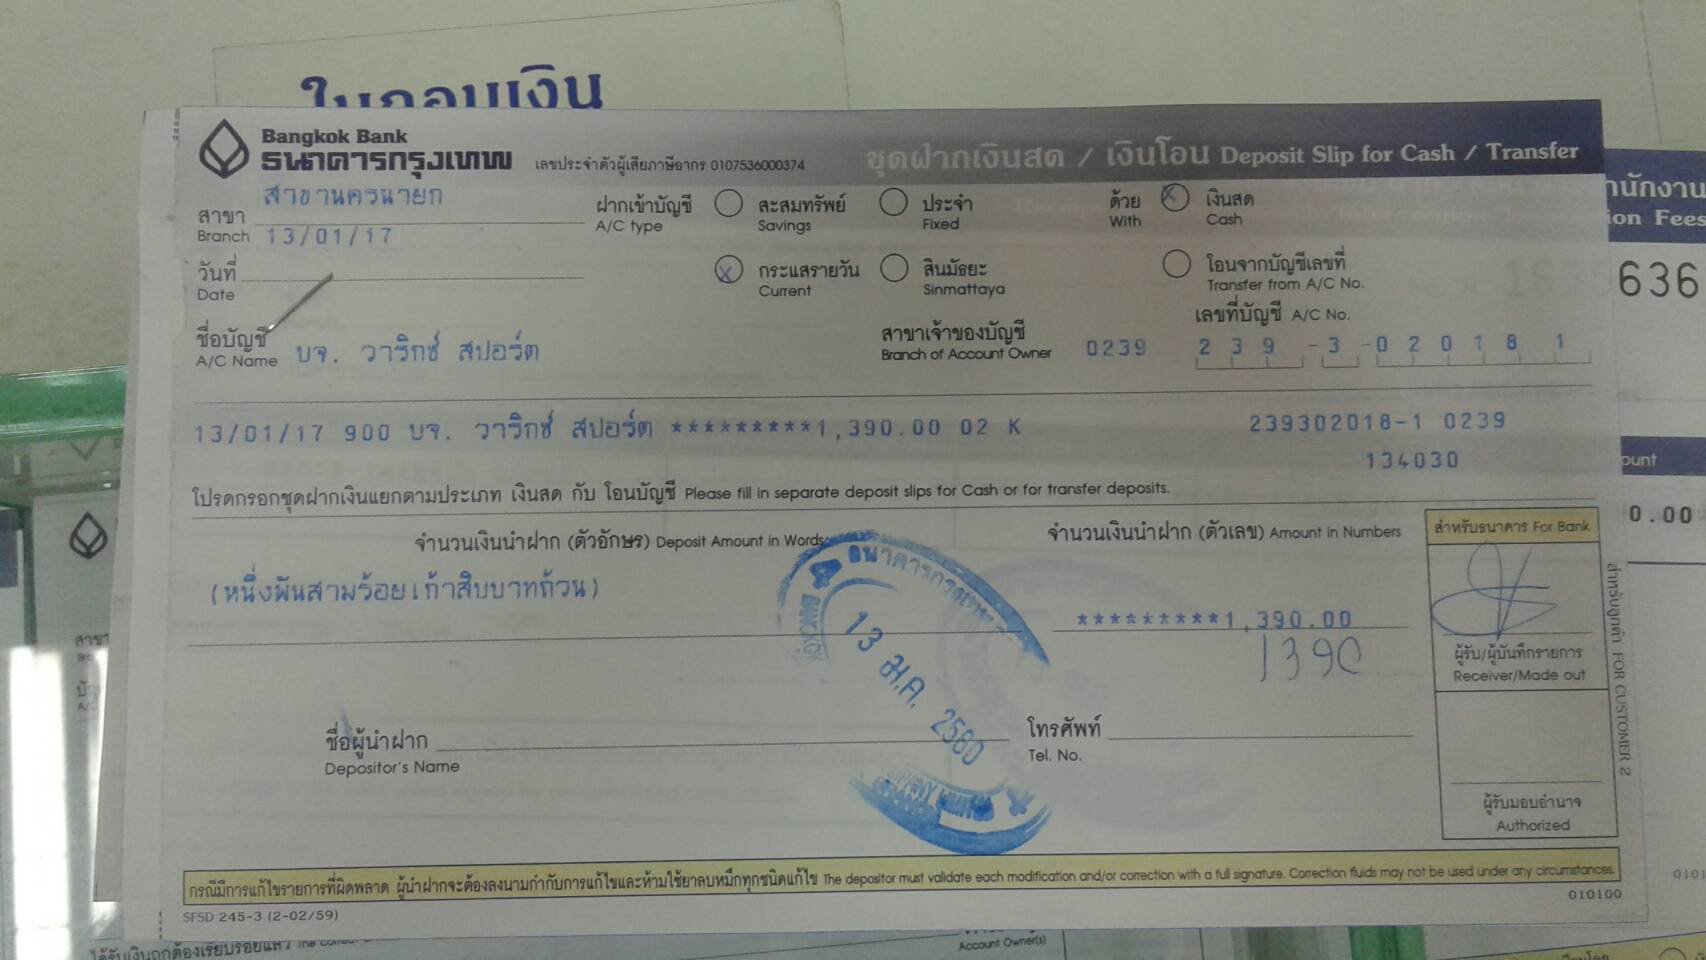 ใบถอนเงิน
Bangkok Bank
ธนาคารกรุงเทพ
เลขประจำตัวผู้เสียภาษีอากร 0107536000374
ชุดฝากเงินสด / เงินโอน Deposit Slip for Cash / Transfer
สาขานครนายก
สาขา
Branch
13/01/17
วันที่
Date
ฝากเข้าบัญชี
A/C type
สะสมทรัพย์
Savings
ประจำ
Fixed
ด้วย
With
x
เงินสด
Cash
x
กระแสรายวัน
Current
สินมัธยะ
Sinmattaya
โอนจากบัญชีเลขที่
Transfer from A/C No.
ชื่อบัญชี
A/C Name
บจ. วาริกซ์ สปอร์ต
สาขาเจ้าของบัญชี
Branch of Account Owner
0239
เลขที่บัญชี A/C No.
239-3-020181
13/01/17 900 บจ. วาริกซ์ สปอร์ต *********1,390.00 02 K
239302018-1 0239
134030
โปรดกรอกชุดฝากเงินแยกตามประเภท เงินสด กับ โอนบัญชี Please fill in separate deposit slips for Cash or for transfer deposits.
จำนวนเงินนำฝาก (ตัวอักษร) Deposit Amount in Words
จำนวนเงินนำฝาก (ตัวเลข) Amount in Numbers
สำหรับธนาคาร For Bank
(หนึ่งพันสามร้อยเก้าสิบบาทถ้วน)
*********1,390.00
1390
ธนาคารกรุงเทพ
BANGKOK
13 ม.ค. 2560
ผู้รับ/ผู้บันทึกรายการ
Receiver/Made out
ชื่อผู้นำฝาก
Depositor's Name
โทรศัพท์
Tel. No.
ผู้รับมอบอำนาจ
Authorized
สำหรับลูกค้า FOR CUSTOMER 2
กรณีมีการแก้ไขรายการที่ผิดพลาด ผู้นำฝากจะต้องลงนามกำกับการแก้ไขและห้ามใช้ยาลบหมึกทุกชนิดแก้ไข The depositor must validate each modification and/or correction with a full signature. Correction fluids may not be used under any circumstances.
SFSD 245-3 (2-02/59)
010100
ion Fees
636
ount
0.00
Account Owner(s)